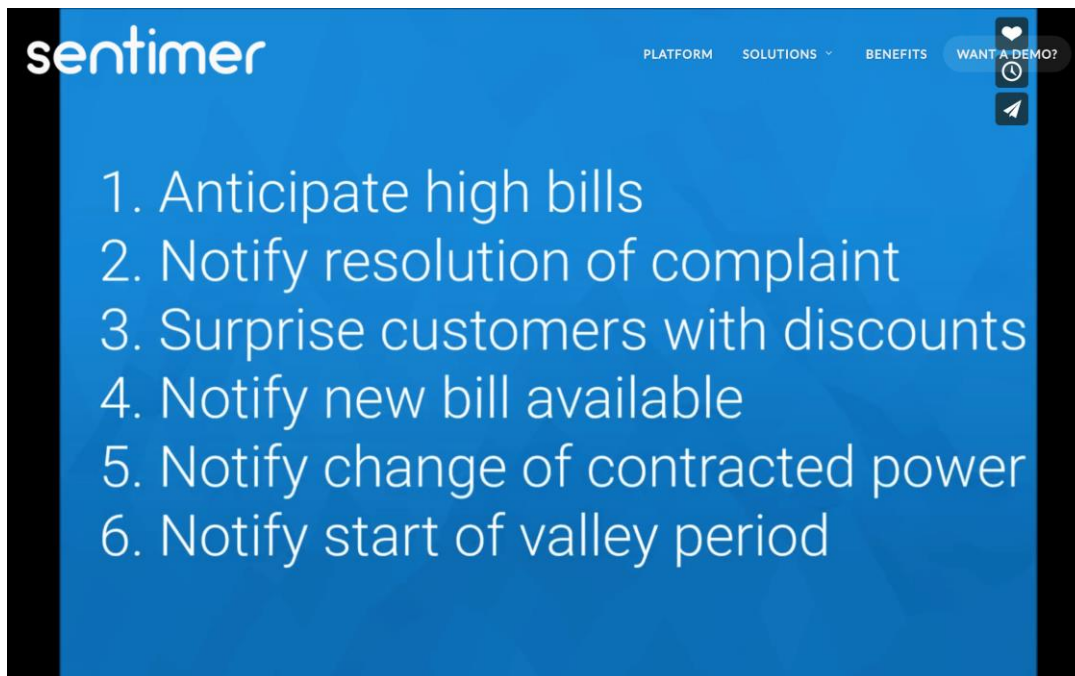 sentimer
PLATFORM SOLUTIONS BENEFITS WANT A DEMO?
1. Anticipate high bills
2. Notify resolution of complaint
3. Surprise customers with discounts
4. Notify new bill available
5. Notify change of contracted power
6. Notify start of valley period